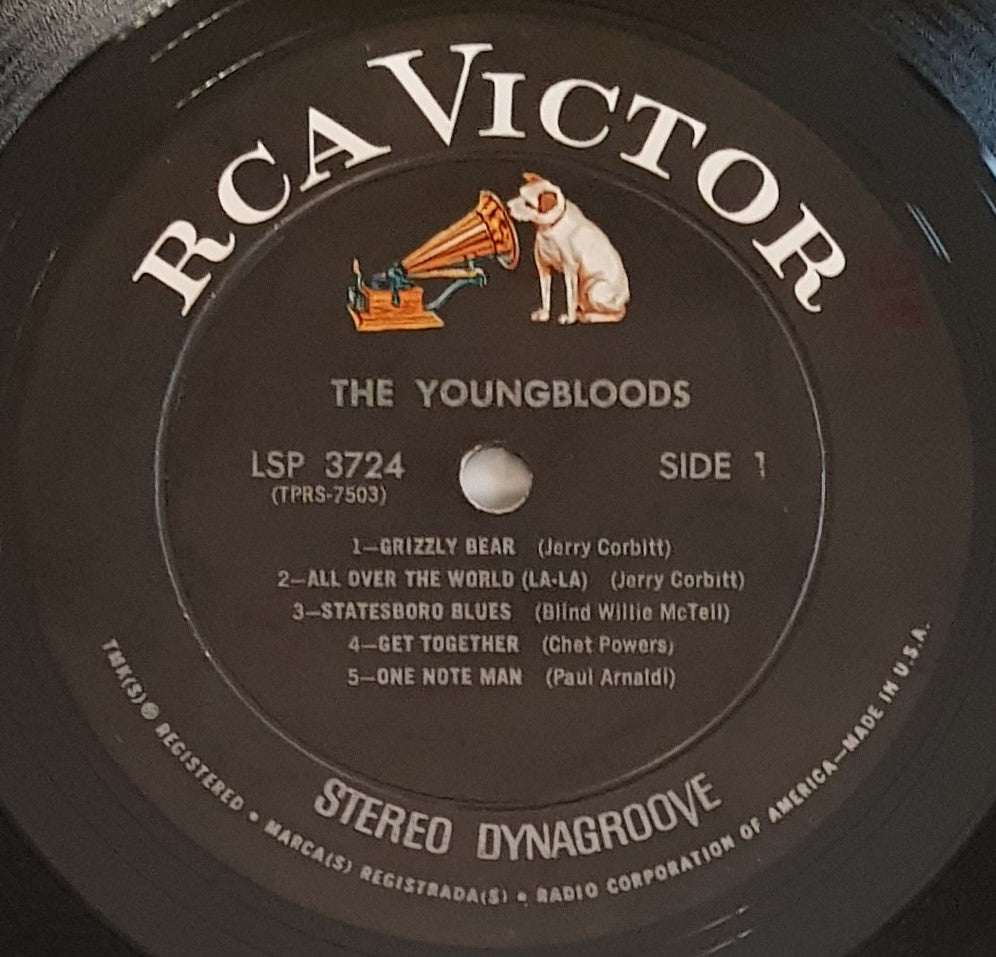 RCA VICTOR
THE YOUNGBLOODS
LSP 3724
SIDE 1
(TPRS-7503)
1—GRIZZLY BEAR (Jerry Corbitt)
2—ALL OVER THE WORLD (LA-LA) (Jerry Corbitt)
3—STATESBORO BLUES (Blind Willie McTell)
4—GET TOGETHER (Chet Powers)
5—ONE NOTE MAN (Paul Arnaldi)
STEREO DYNAGROOVE
TMK(S) ® REGISTERED • MARCA(S) REGISTRADA(S) • RADIO CORPORATION OF AMERICA—MADE IN U.S.A.